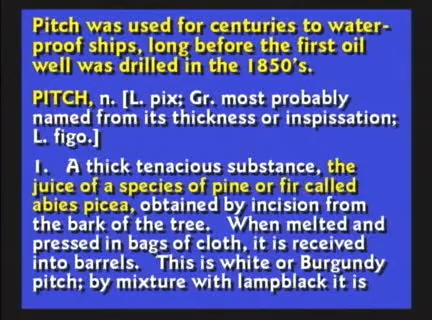 Pitch was used for centuries to water-
proof ships, long before the first oil
well was drilled in the 1850's.
PITCH, n. [L. pix; Gr. most probably
named from its thickness or inspissation;
L. figo.]
1. A thick tenacious substance, the
juice of a species of pine or fir called
abies picea, obtained by incision from
the bark of the tree. When melted and
pressed in bags of cloth, it is received
into barrels. This is white or Burgundy
pitch; by mixture with lampblack it is